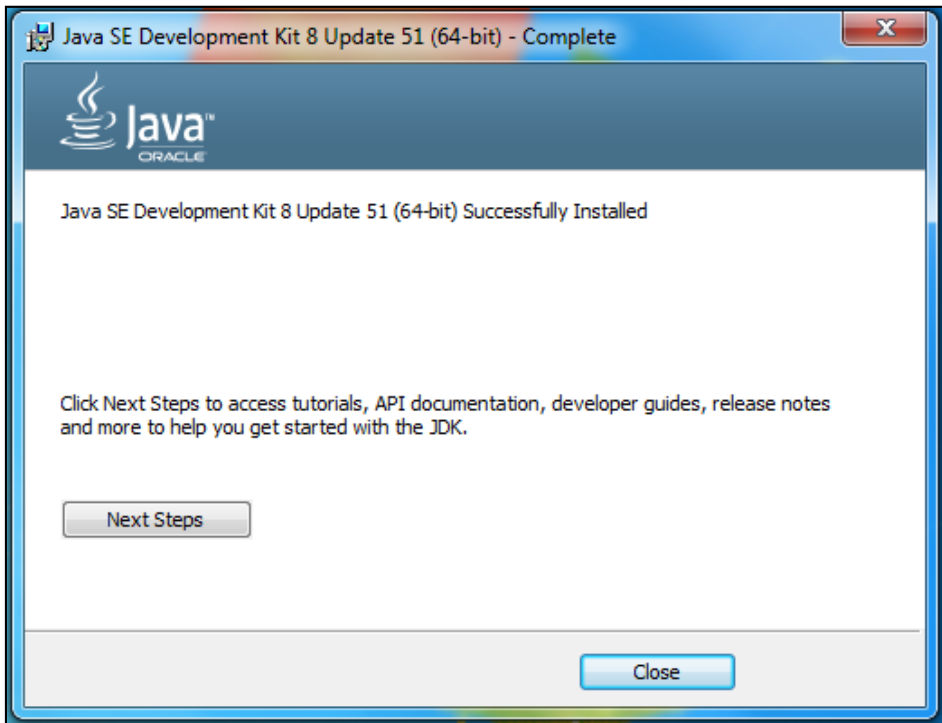 Java SE Development Kit 8 Update 51 (64-bit) - Complete
Java™
ORACLE
Java SE Development Kit 8 Update 51 (64-bit) Successfully Installed
Click Next Steps to access tutorials, API documentation, developer guides, release notes
and more to help you get started with the JDK.
Next Steps
Close